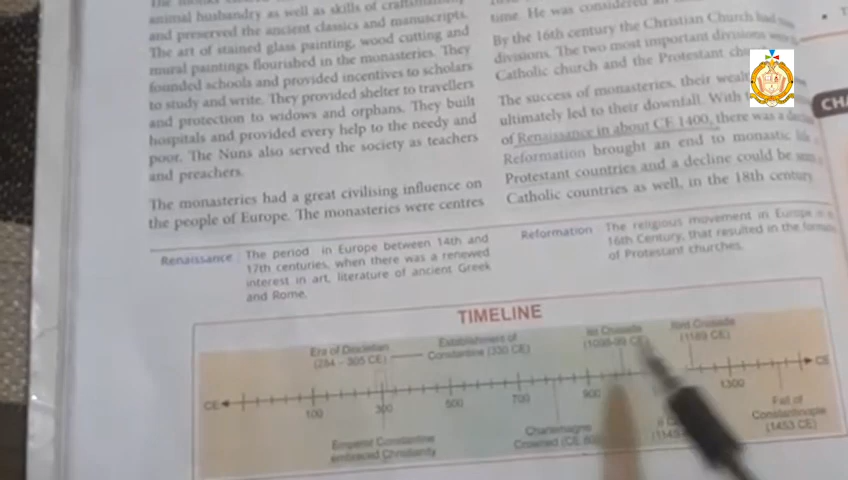 animal husbandry as well as skills of
and preserved the ancient classics and manuscripts.
The art of stained glass painting, wood cutting and
mural paintings flourished in the monasteries. They
founded schools and provided incentives to scholars
to study and write. They provided shelter to travellers
and protection to widows and orphans. They built
hospitals and provided every help to the needy and
poor. The Nuns also served the society as teachers
and preachers.
The monasteries had a great civilising influence on
the people of Europe. The monasteries were centres
time. He was considered
By the 16th century the Christian Church had
divisions. The two most important divisions
Catholic church and the Protestant
The success of monasteries, their
ultimately led to their downfall. With
of Renaissance in about CE 1400, there was a
Reformation brought an end to monastic
Protestant countries and a decline could be
Catholic countries as well, in the 18th century
CHA
Renaissance The period in Europe between 14th and
17th centuries, when there was a renewed
interest in art, literature of ancient Greek
and Rome.
Reformation The religious movement in Europe
16th Century, that resulted in the
of Protestant churches.
TIMELINE
Era of Diocletian
(284 - 305 CE)
Establishment of
Constantine (330 CE)
Ist Crusade
(1098-99 CE)
IIIrd Crusade
(1189 CE)
CE
100
300
500
700
900
1300
CE
Emperor Constantine
embraced Christianity
Charlemagne
Crowned (CE
Fall of
Constantinople
(1453 CE)